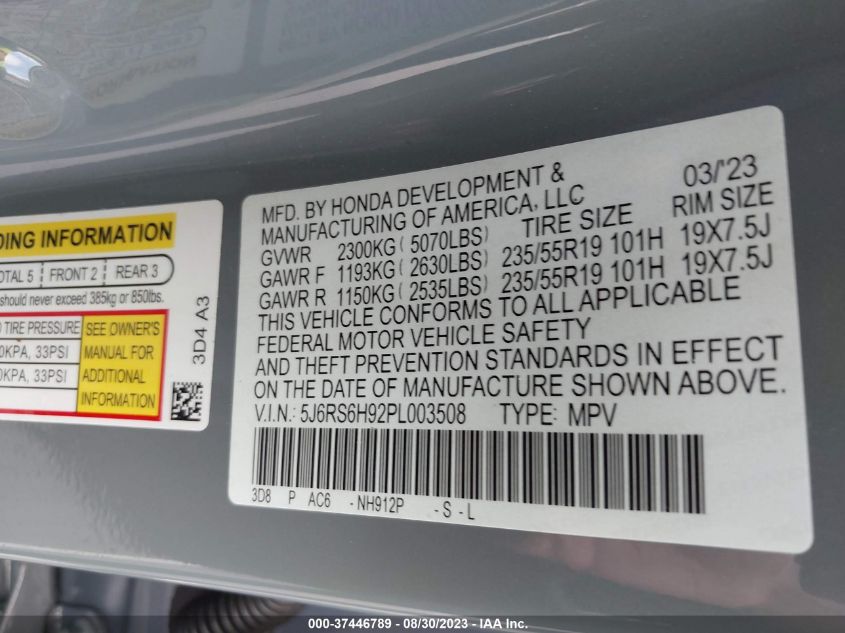 DING INFORMATION
OTAL 5 | FRONT 2 | REAR 3
should never exceed 385kg or 850lbs.
TIRE PRESSURE
0KPA, 33PSI
0KPA, 33PSI
SEE OWNER'S
MANUAL FOR
ADDITIONAL
INFORMATION
3D4 A3
MFD. BY HONDA DEVELOPMENT & 03/'23
MANUFACTURING OF AMERICA, LLC
GVWR 2300KG ( 5070LBS) TIRE SIZE RIM SIZE
GAWR F 1193KG ( 2630LBS) 235/55R19 101H 19X7.5J
GAWR R 1150KG ( 2535LBS) 235/55R19 101H 19X7.5J
THIS VEHICLE CONFORMS TO ALL APPLICABLE
FEDERAL MOTOR VEHICLE SAFETY
AND THEFT PREVENTION STANDARDS IN EFFECT
ON THE DATE OF MANUFACTURE SHOWN ABOVE.
V.I.N.: 5J6RS6H92PL003508 TYPE: MPV
3D8 P AC6 -NH912P -S-L
000-37446789 - 08/30/2023 - IAA Inc.